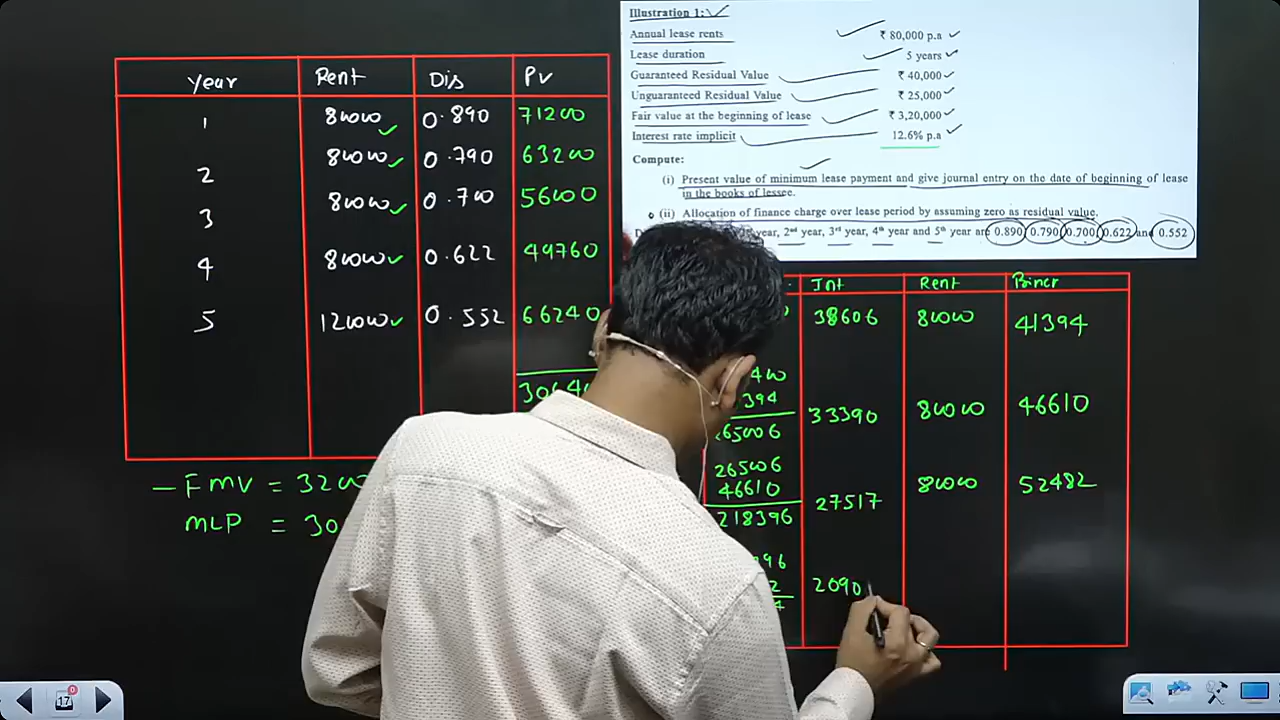 Illustration 1:
Annual lease rents ₹ 80,000 p.a
Lease duration 5 years
Guaranteed Residual Value ₹ 40,000
Unguaranteed Residual Value ₹ 25,000
Fair value at the beginning of lease ₹ 3,20,000
Interest rate implicit 12.6% p.a
Compute:
(i) Present value of minimum lease payment and give journal entry on the date of beginning of lease
in the books of lessee.
(ii) Allocation of finance charge over lease period by assuming zero as residual value.
year, 2nd year, 3rd year, 4th year and 5th year are 0.890, 0.790, 0.700, 0.622 and 0.552
year Rent Dis PV
1 80000 0.890 71200
2 80000 0.790 63200
3 80000 0.700 56000
4 80000 0.622 49760
5 120000 0.552 66240
- FMV =
MLP =
Int Rent
38606 80000 41394
394
33390 80000 46610
265006
46610
218396
27517 80000 52482
2090
17